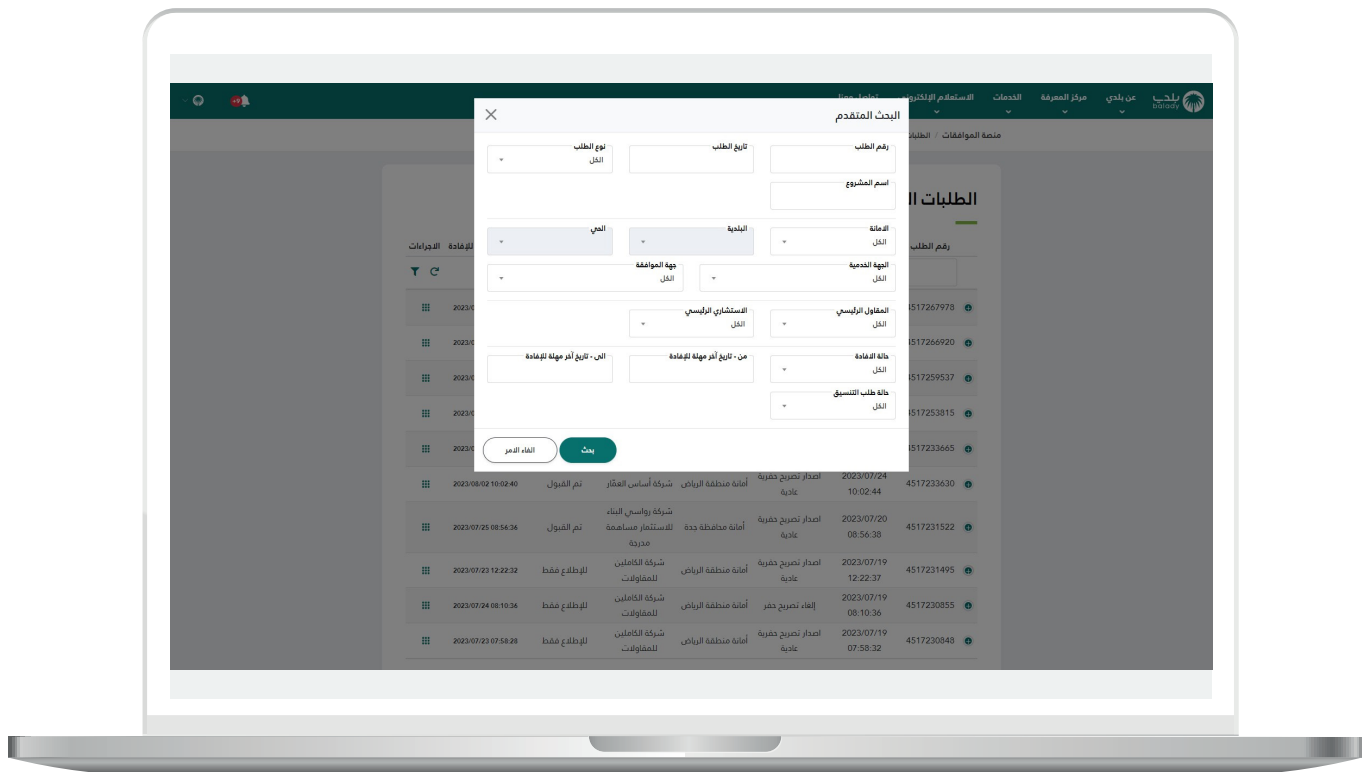 بلدي
balady
عن بلدي
مركز المعرفة
الخدمات
الاستعلام الإلكتروني
تواصل معنا
+9
منصة الموافقات / الطلبات
البحث المتقدم
رقم الطلب
تاريخ الطلب
نوع الطلب
الكل
اسم المشروع
الامانة
الكل
البلدية
الحي
الجهة الخدمية
الكل
جهة الموافقة
الكل
المقاول الرئيسي
الكل
الاستشاري الرئيسي
الكل
حالة الافادة
الكل
من - تاريخ آخر مهلة للإفادة
الى - تاريخ آخر مهلة للإفادة
حالة طلب التنسيق
الكل
بحث
الغاء الامر
الطلبات
رقم الطلب
للإفادة
الاجراءات
4517267978
4517266920
4517259537
4517253815
4517233665
4517233630 2023/07/24 10:02:44 اصدار تصريح حفرية عادية أمانة منطقة الرياض شركة أساس العقار تم القبول 2023/08/02 10:02:40
4517231522 2023/07/20 08:56:38 اصدار تصريح حفرية عادية أمانة محافظة جدة شركة رواسي البناء للاستثمار مساهمة مدرجة تم القبول 2023/07/25 08:56:36
4517231495 2023/07/19 12:22:37 اصدار تصريح حفرية عادية أمانة منطقة الرياض شركة الكاملين للمقاولات للإطلاع فقط 2023/07/23 12:22:32
4517230855 2023/07/19 08:10:36 إلغاء تصريح حفر أمانة منطقة الرياض شركة الكاملين للمقاولات للإطلاع فقط 2023/07/24 08:10:36
4517230848 2023/07/19 07:58:32 اصدار تصريح حفرية عادية أمانة منطقة الرياض شركة الكاملين للمقاولات للإطلاع فقط 2023/07/23 07:58:28